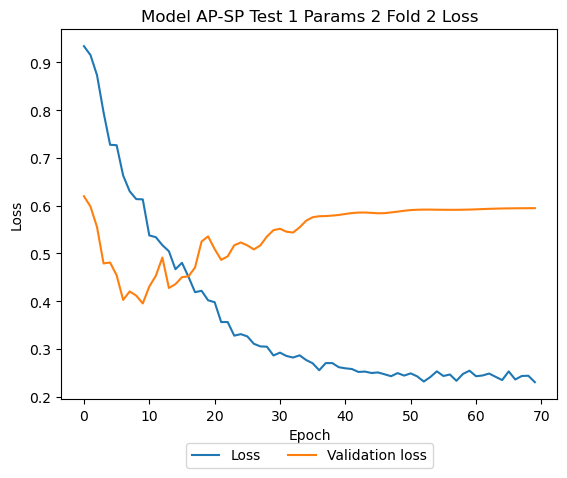 Model AP-SP Test 1 Params 2 Fold 2 Loss
Loss
0.9
0.8
0.7
0.6
0.5
0.4
0.3
0.2
0 10 20 30 40 50 60 70
Epoch
Loss Validation loss